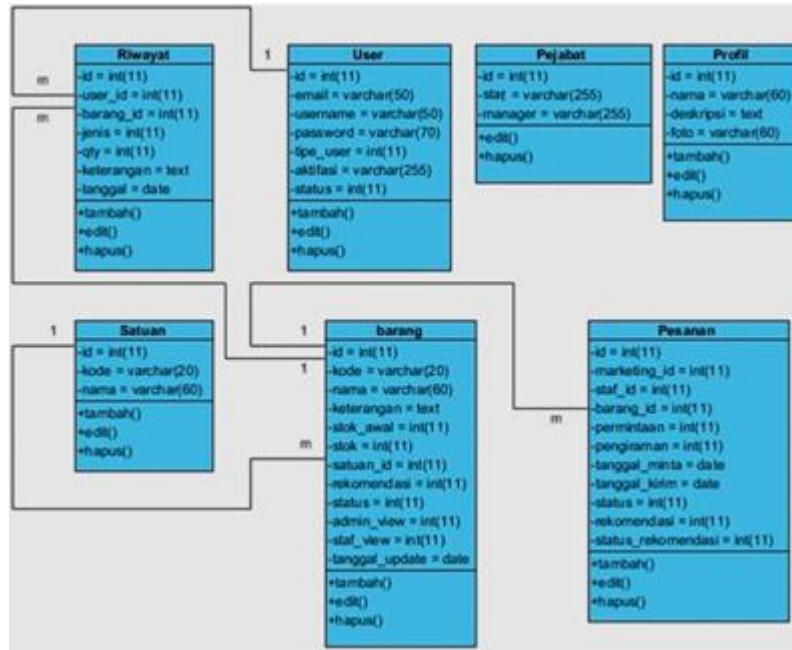 Riwayat
-id = int(11)
-user_id = int(11)
-barang_id = int(11)
-jenis = int(11)
-qty = int(11)
-keterangan = text
-tanggal = date
+tambah()
+edit()
+hapus()
m
m
1
User
-id = int(11)
-email = varchar(50)
-username = varchar(50)
-password = varchar(70)
-tipe_user = int(11)
-aktifasi = varchar(255)
-status = int(11)
+tambah()
+edit()
+hapus()
Pejabat
-id = int(11)
-staf = varchar(255)
-manager = varchar(255)
+edit()
+hapus()
Profil
-id = int(11)
-nama = varchar(60)
-deskripsi = text
-foto = varchar(60)
+tambah()
+edit()
+hapus()
1
Satuan
-id = int(11)
-kode = varchar(20)
-nama = varchar(60)
+tambah()
+edit()
+hapus()
1
1
m
barang
-id = int(11)
-kode = varchar(20)
-nama = varchar(60)
-keterangan = text
-stok_awal = int(11)
-stok = int(11)
-satuan_id = int(11)
-rekomendasi = int(11)
-status = int(11)
-admin_view = int(11)
-staf_view = int(11)
-tanggal_update = date
+tambah()
+edit()
+hapus()
m
Pesanan
-id = int(11)
-marketing_id = int(11)
-staf_id = int(11)
-barang_id = int(11)
-permintaan = int(11)
-pengiraman = int(11)
-tanggal_minta = date
-tanggal_kirim = date
-status = int(11)
-rekomendasi = int(11)
-status_rekomendasi = int(11)
+tambah()
+edit()
+hapus()